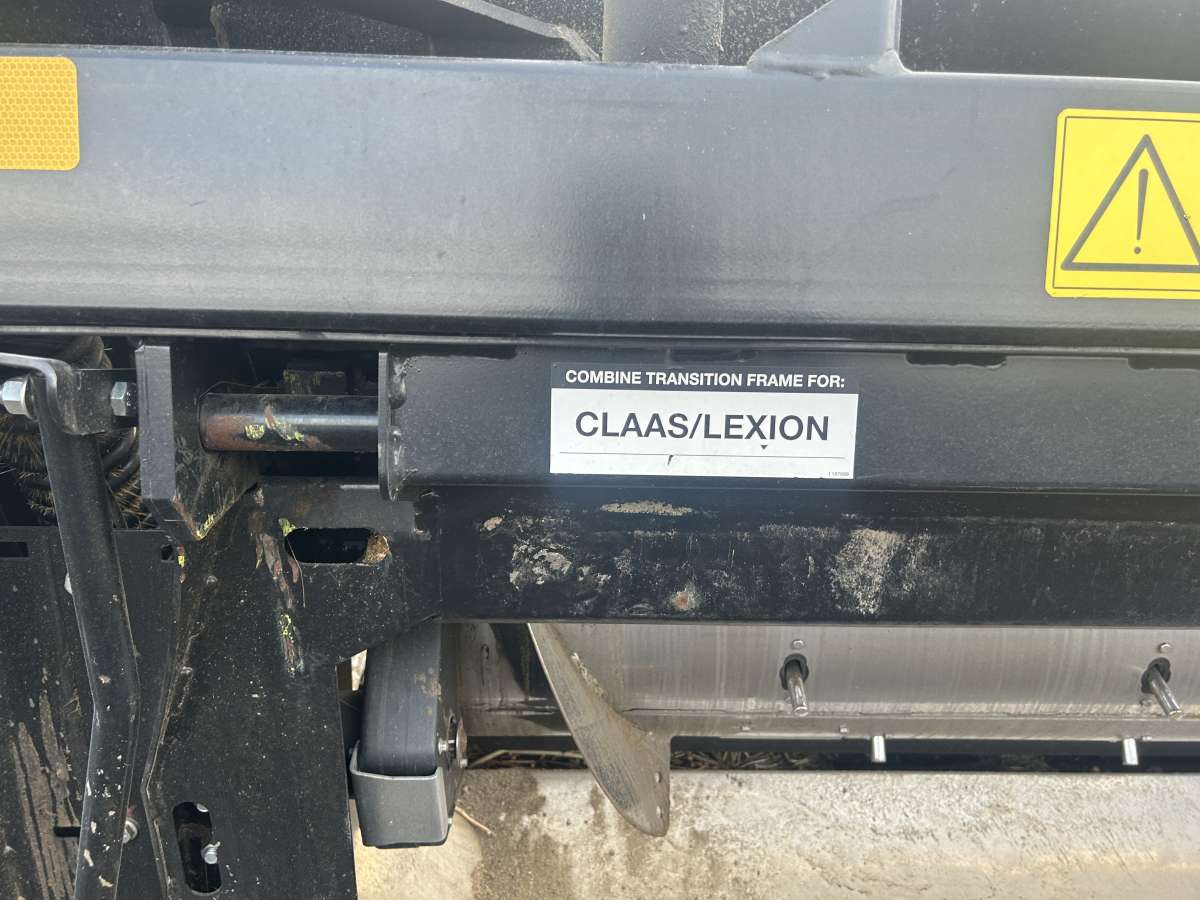 COMBINE TRANSITION FRAME FOR:
CLAAS/LEXION